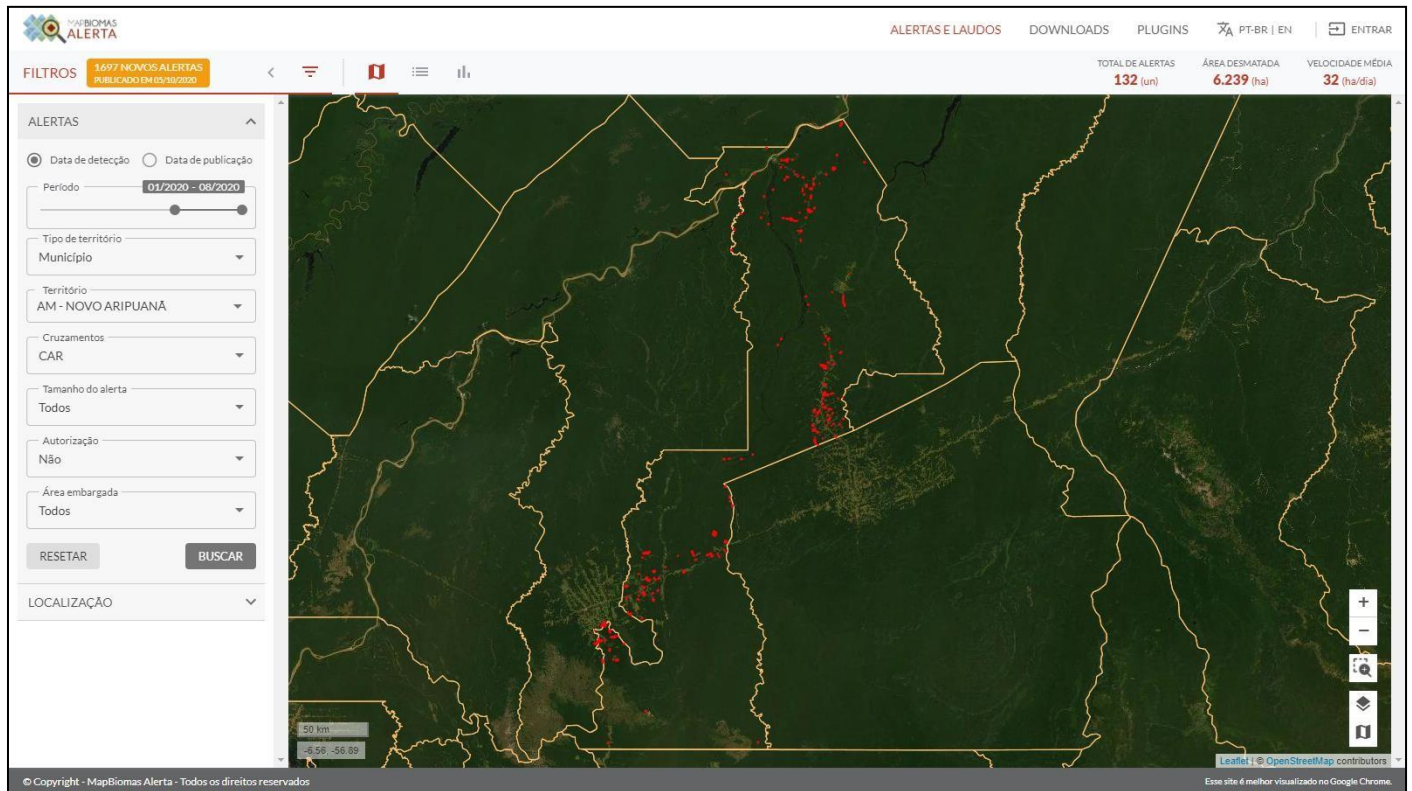 MAPBIOMAS
ALERTA
ALERTAS E LAUDOS
DOWNLOADS
PLUGINS
PT-BR | EN
ENTRAR
FILTROS
1697 NOVOS ALERTAS
PUBLICADO EM 05/10/2020
TOTAL DE ALERTAS
132 (un)
ÁREA DESMATADA
6.239 (ha)
VELOCIDADE MÉDIA
32 (ha/dia)
ALERTAS
Data de detecção
Data de publicação
Período
01/2020 - 08/2020
Tipo de território
Município
Território
AM - NOVO ARIPUANÃ
Cruzamentos
CAR
Tamanho do alerta
Todos
Autorização
Não
Área embargada
Todos
RESETAR
BUSCAR
LOCALIZAÇÃO
+
−
50 km
-6.56, -56.89
Leaflet | © OpenStreetMap contributors
© Copyright - MapBiomas Alerta - Todos os direitos reservados
Esse site é melhor visualizado no Google Chrome.